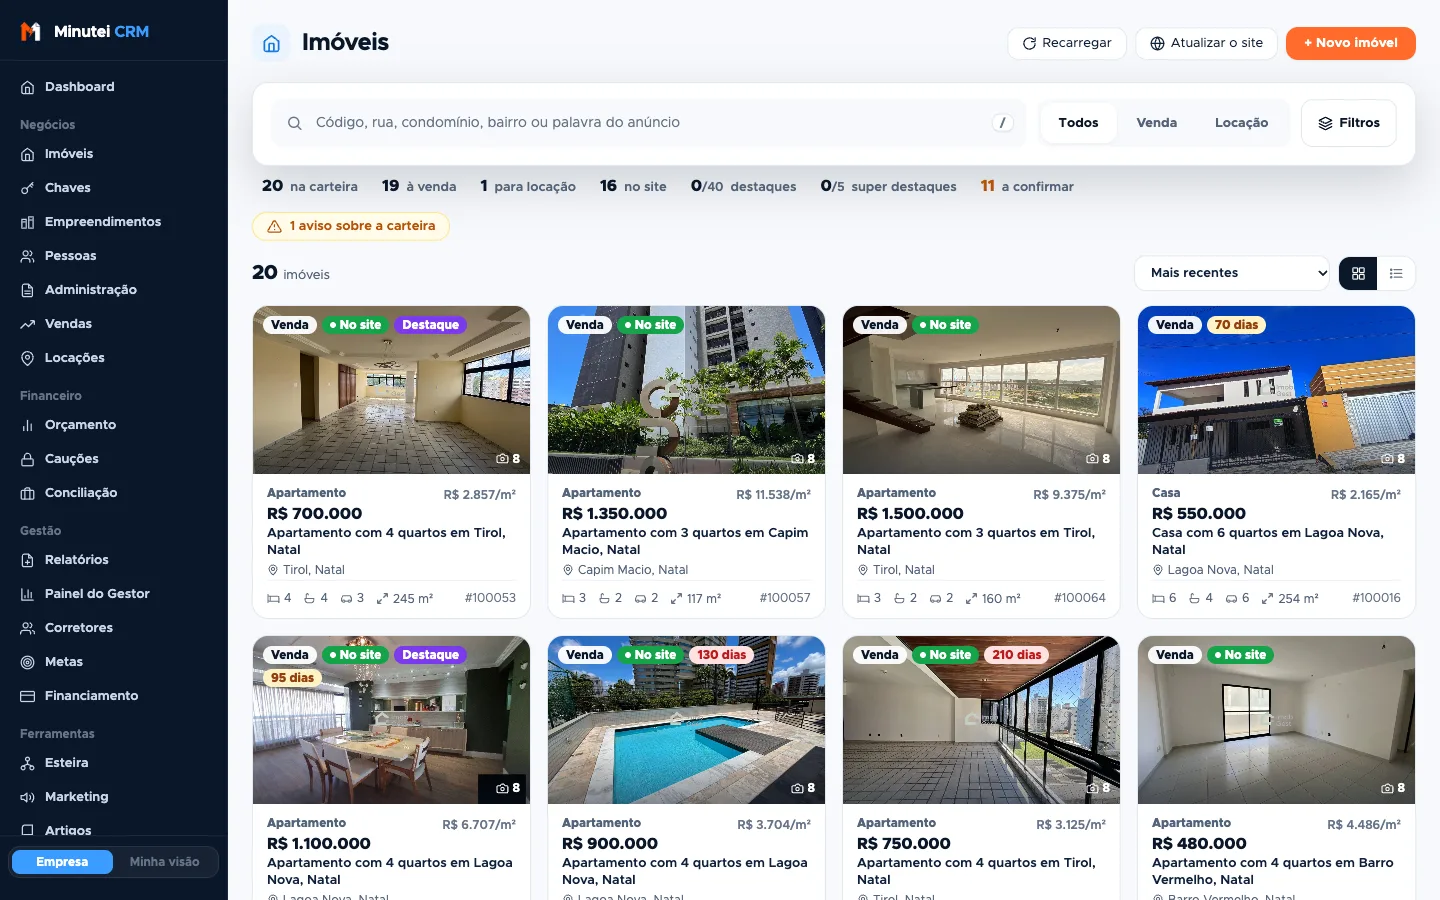 Minutei CRM
Dashboard
Negócios
Imóveis
Chaves
Empreendimentos
Pessoas
Administração
Vendas
Locações
Financeiro
Orçamento
Cauções
Conciliação
Gestão
Relatórios
Painel do Gestor
Corretores
Metas
Financiamento
Ferramentas
Esteira
Marketing
Artigos
Empresa Minha visão
Imóveis
Recarregar Atualizar o site + Novo imóvel
Código, rua, condomínio, bairro ou palavra do anúncio / Todos Venda Locação Filtros
20 na carteira 19 à venda 1 para locação 16 no site 0/40 destaques 0/5 super destaques 11 a confirmar
1 aviso sobre a carteira
20 imóveis Mais recentes
Venda No site Destaque
8
Apartamento R$ 2.857/m²
R$ 700.000
Apartamento com 4 quartos em Tirol,
Natal
Tirol, Natal
4 4 3 245 m² #100053
Venda No site
8
Apartamento R$ 11.538/m²
R$ 1.350.000
Apartamento com 3 quartos em Capim
Macio, Natal
Capim Macio, Natal
3 2 2 117 m² #100057
Venda No site
8
Apartamento R$ 9.375/m²
R$ 1.500.000
Apartamento com 3 quartos em Tirol,
Natal
Tirol, Natal
3 2 2 160 m² #100064
Venda 70 dias
8
Casa R$ 2.165/m²
R$ 550.000
Casa com 6 quartos em Lagoa Nova,
Natal
Lagoa Nova, Natal
6 4 6 254 m² #100016
Venda No site Destaque
95 dias
8
Apartamento R$ 6.707/m²
R$ 1.100.000
Apartamento com 4 quartos em Lagoa
Nova, Natal
Lagoa Nova, Natal
Venda No site 130 dias
8
Apartamento R$ 3.704/m²
R$ 900.000
Apartamento com 4 quartos em Lagoa
Nova, Natal
Lagoa Nova, Natal
Venda No site 210 dias
8
Apartamento R$ 3.125/m²
R$ 750.000
Apartamento com 4 quartos em Tirol,
Natal
Tirol, Natal
Venda No site
8
Apartamento R$ 4.486/m²
R$ 480.000
Apartamento com 4 quartos em Barro
Vermelho, Natal
Barro Vermelho, Natal